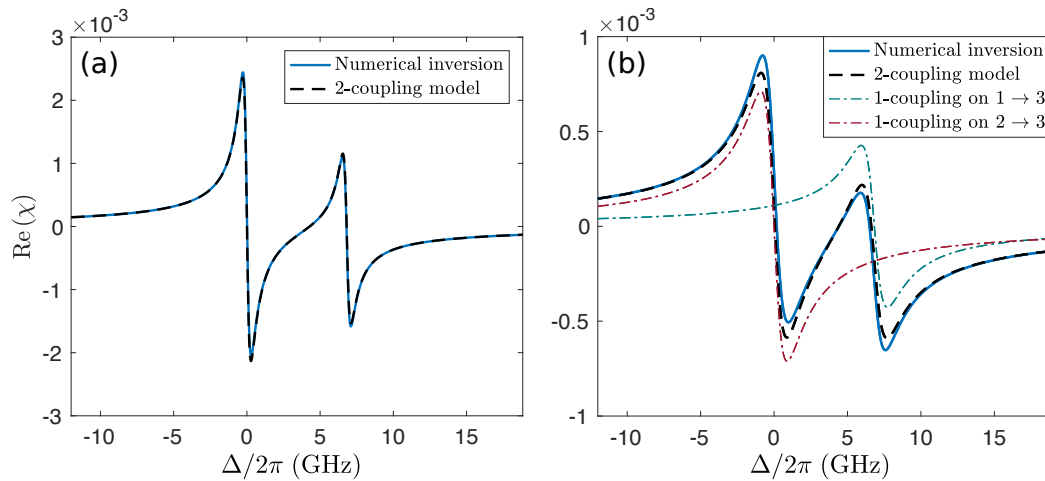 ×10⁻³
(a)
Numerical inversion
2-coupling model
3
2
1
0
-1
-2
-3
Re (χ)
-10 -5 0 5 10 15
Δ/2π (GHz)
×10⁻³
(b)
Numerical inversion
2-coupling model
1-coupling on 1 → 3
1-coupling on 2 → 3
1
0.5
0
-0.5
-1
-10 -5 0 5 10 15
Δ/2π (GHz)